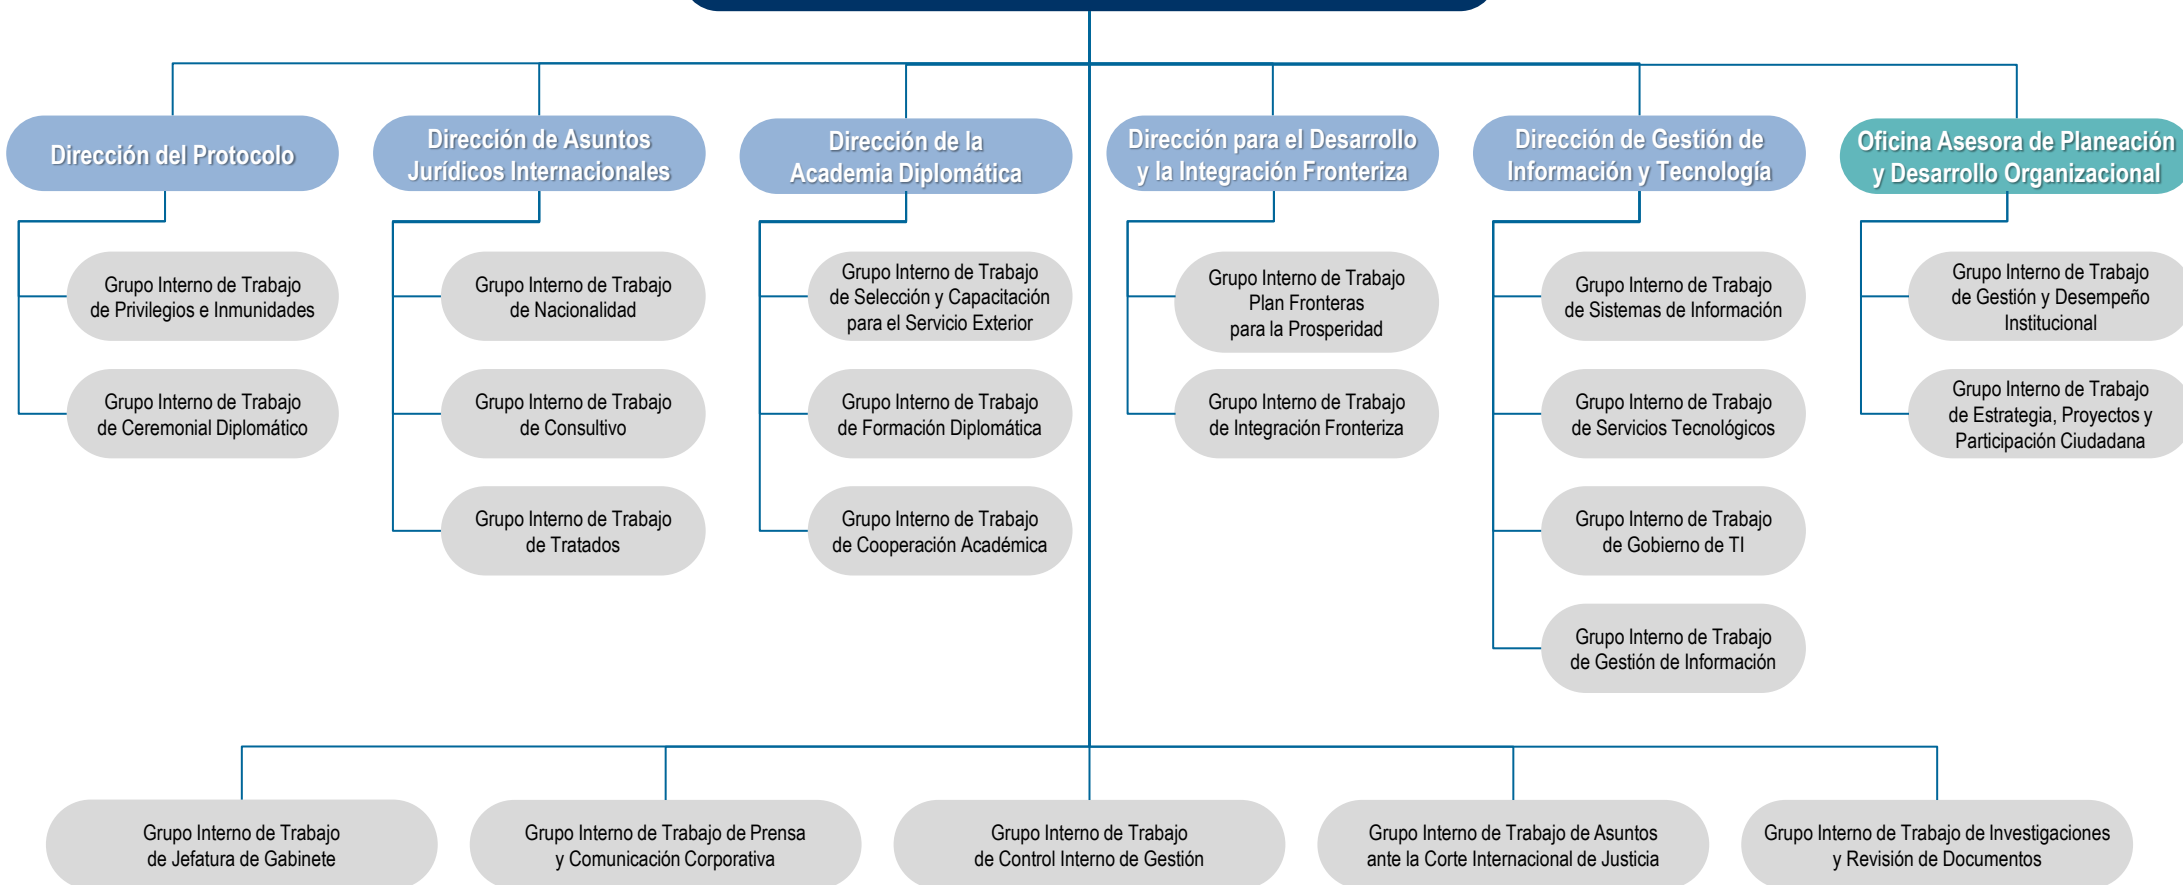 Dirección del Protocolo
Grupo Interno de Trabajo
de Privilegios e Inmunidades
Grupo Interno de Trabajo
de Ceremonial Diplomático
Dirección de Asuntos
Jurídicos Internacionales
Grupo Interno de Trabajo
de Nacionalidad
Grupo Interno de Trabajo
de Consultivo
Grupo Interno de Trabajo
de Tratados
Dirección de la
Academia Diplomática
Grupo Interno de Trabajo
de Selección y Capacitación
para el Servicio Exterior
Grupo Interno de Trabajo
de Formación Diplomática
Grupo Interno de Trabajo
de Cooperación Académica
Dirección para el Desarrollo
y la Integración Fronteriza
Grupo Interno de Trabajo
Plan Fronteras
para la Prosperidad
Grupo Interno de Trabajo
de Integración Fronteriza
Dirección de Gestión de
Información y Tecnología
Grupo Interno de Trabajo
de Sistemas de Información
Grupo Interno de Trabajo
de Servicios Tecnológicos
Grupo Interno de Trabajo
de Gobierno de TI
Grupo Interno de Trabajo
de Gestión de Información
Oficina Asesora de Planeación
y Desarrollo Organizacional
Grupo Interno de Trabajo
de Gestión y Desempeño
Institucional
Grupo Interno de Trabajo
de Estrategia, Proyectos y
Participación Ciudadana
Grupo Interno de Trabajo
de Jefatura de Gabinete
Grupo Interno de Trabajo de Prensa
y Comunicación Corporativa
Grupo Interno de Trabajo
de Control Interno de Gestión
Grupo Interno de Trabajo de Asuntos
ante la Corte Internacional de Justicia
Grupo Interno de Trabajo de Investigaciones
y Revisión de Documentos